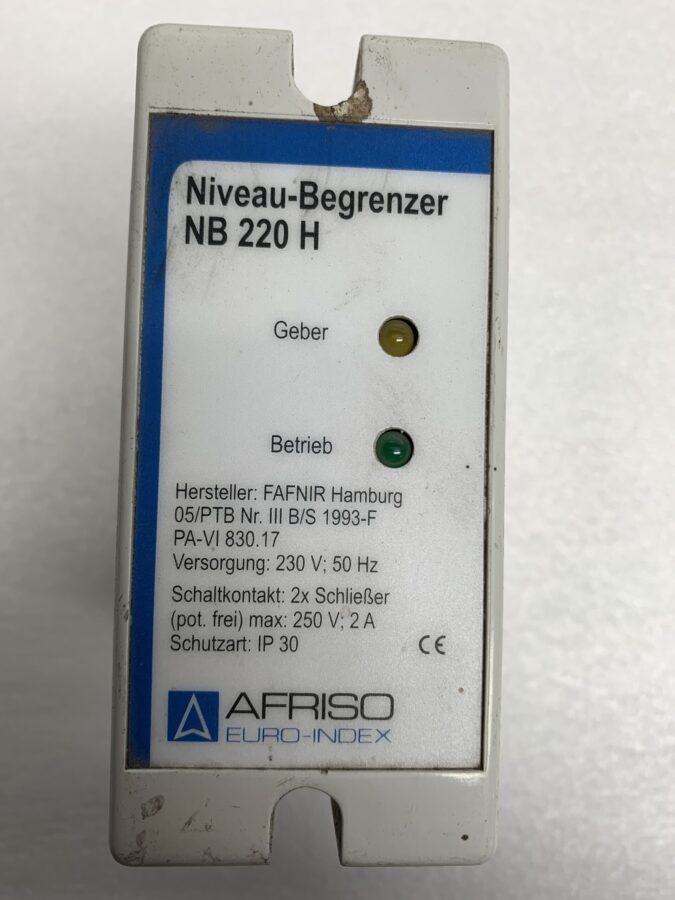 Niveau-Begrenzer
NB 220 H
Geber
Betrieb
Hersteller: FAFNIR Hamburg
05/PTB Nr. III B/S 1993-F
PA-VI 830.17
Versorgung: 230 V; 50 Hz
Schaltkontakt: 2x Schließer
(pot. frei) max: 250 V; 2 A
Schutzart: IP 30
CE
AFRISO
EURO-INDEX